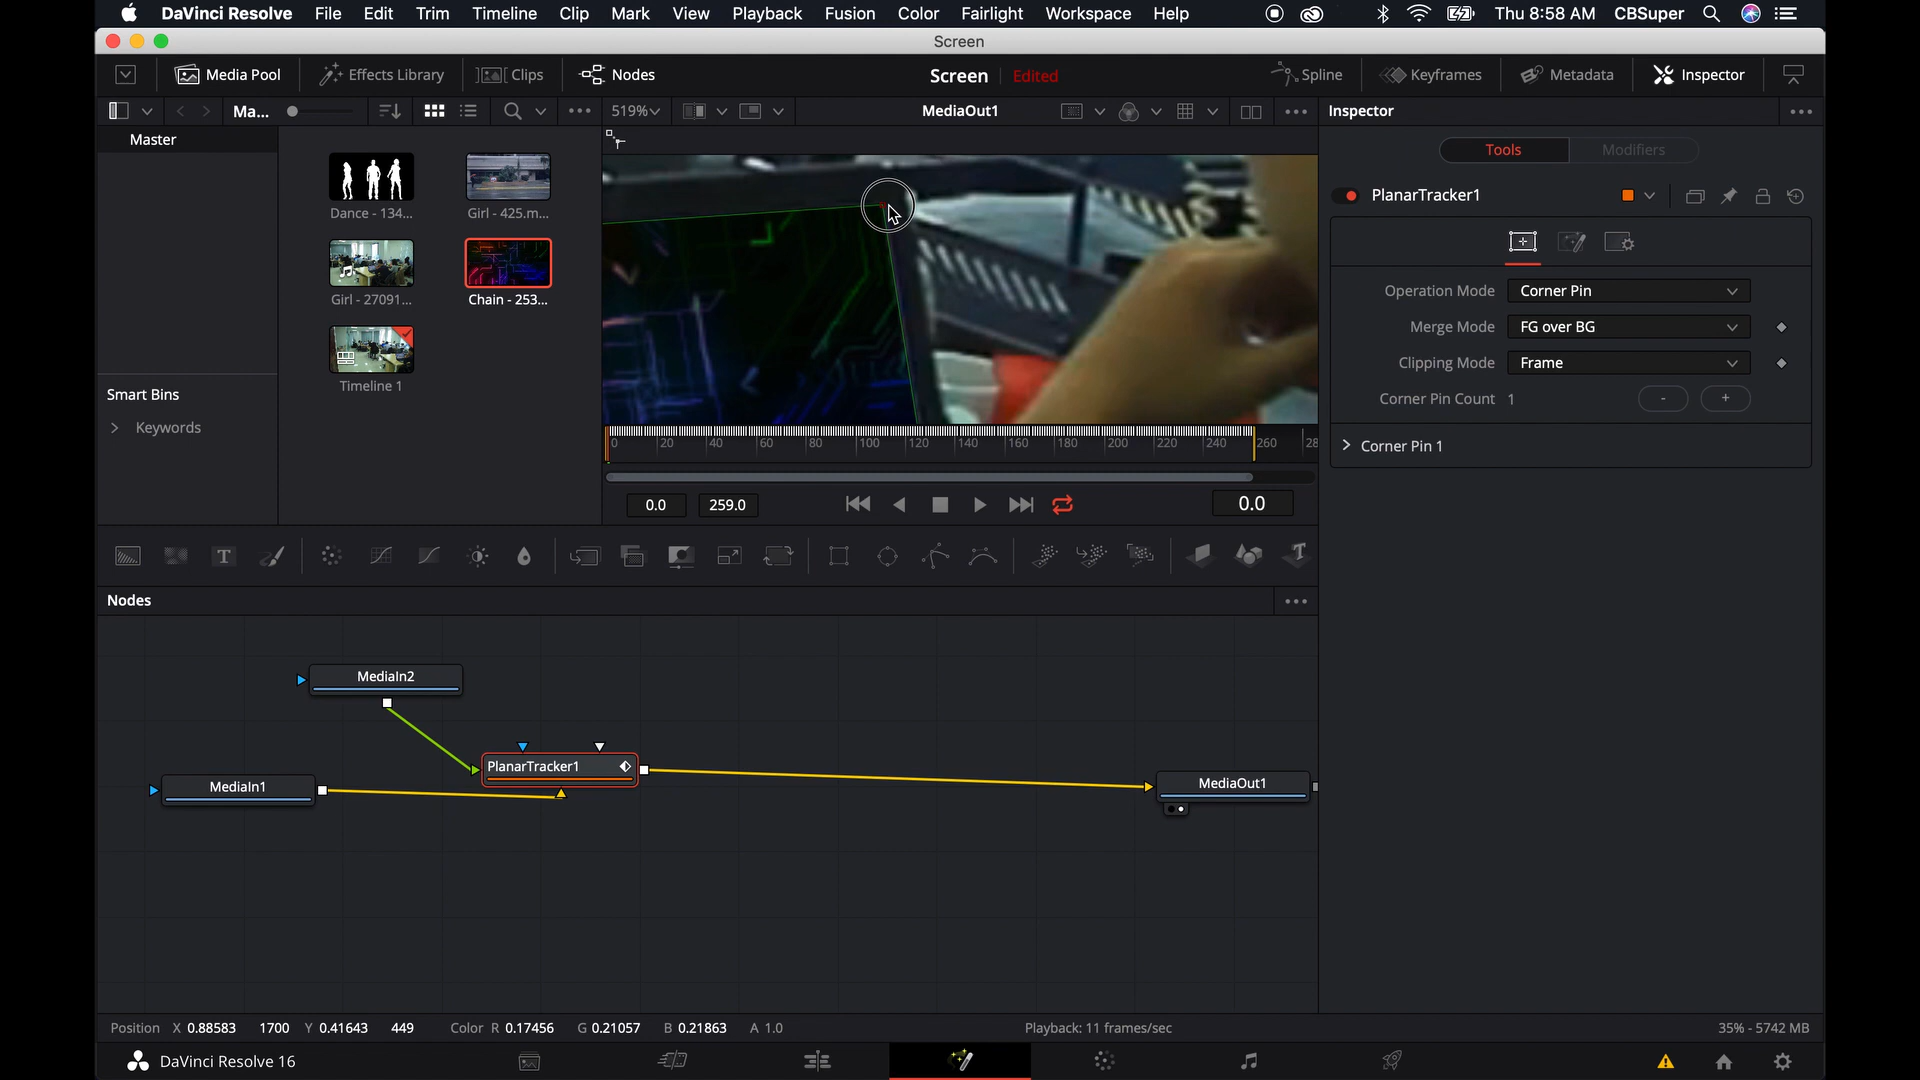 DaVinci Resolve File Edit Trim Timeline Clip Mark View Playback Fusion Color Fairlight Workspace Help Thu 8:58 AM CBSuper
Screen
Media Pool Effects Library Clips Nodes Screen Edited Spline Keyframes Metadata Inspector
Ma... 519% MediaOut1 Inspector
Master
Tools Modifiers
Dance - 134... Girl - 425.m...
Girl - 27091... Chain - 253...
Timeline 1
Smart Bins
Keywords
PlanarTracker1
Operation Mode Corner Pin
Merge Mode FG over BG
Clipping Mode Frame
Corner Pin Count 1 - +
Corner Pin 1
0 20 40 60 80 100 120 140 160 180 200 220 240 260 28
0.0 259.0 0.0
T T
Nodes
MediaIn2
PlanarTracker1
MediaIn1
MediaOut1
Position X 0.88583 1700 Y 0.41643 449 Color R 0.17456 G 0.21057 B 0.21863 A 1.0 Playback: 11 frames/sec 35% - 5742 MB
DaVinci Resolve 16